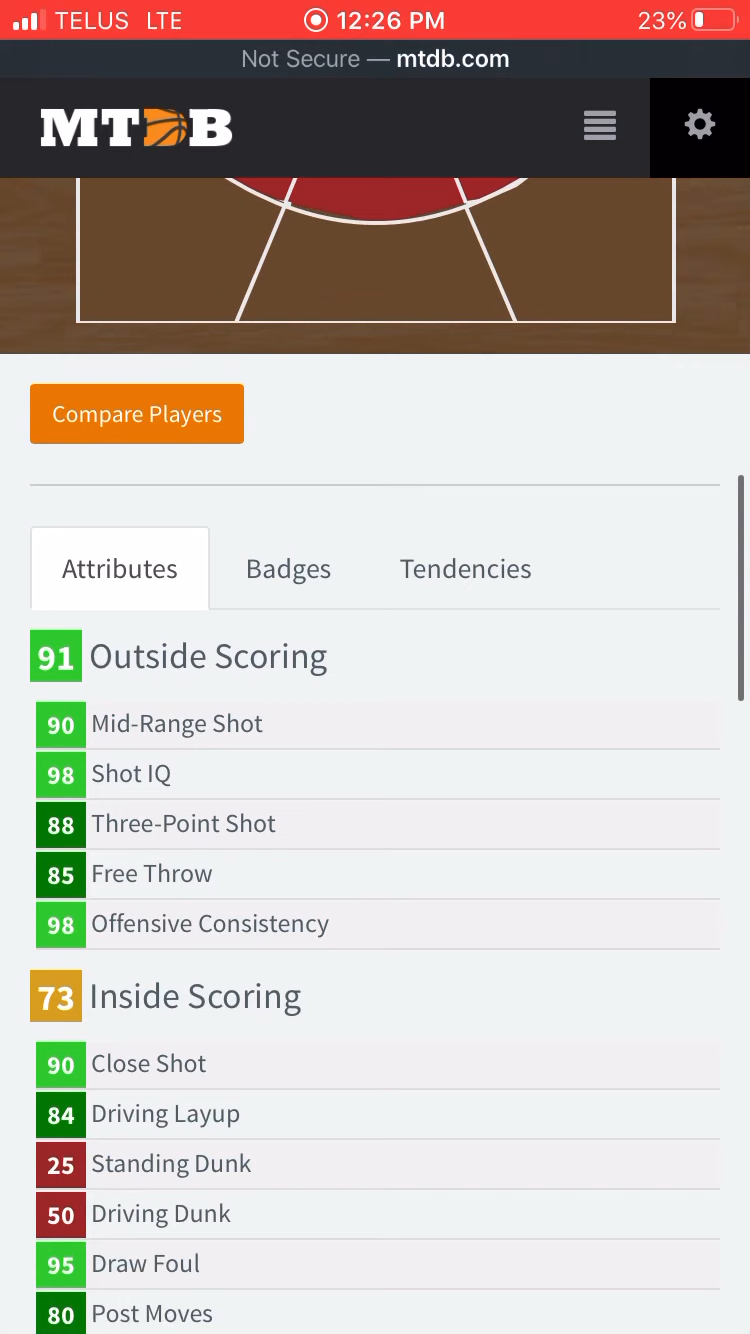 TELUS LTE 12:26 PM 23%
Not Secure — mtdb.com
MTDB
Compare Players
Attributes Badges Tendencies
91 Outside Scoring
90 Mid-Range Shot
98 Shot IQ
88 Three-Point Shot
85 Free Throw
98 Offensive Consistency
73 Inside Scoring
90 Close Shot
84 Driving Layup
25 Standing Dunk
50 Driving Dunk
95 Draw Foul
80 Post Moves